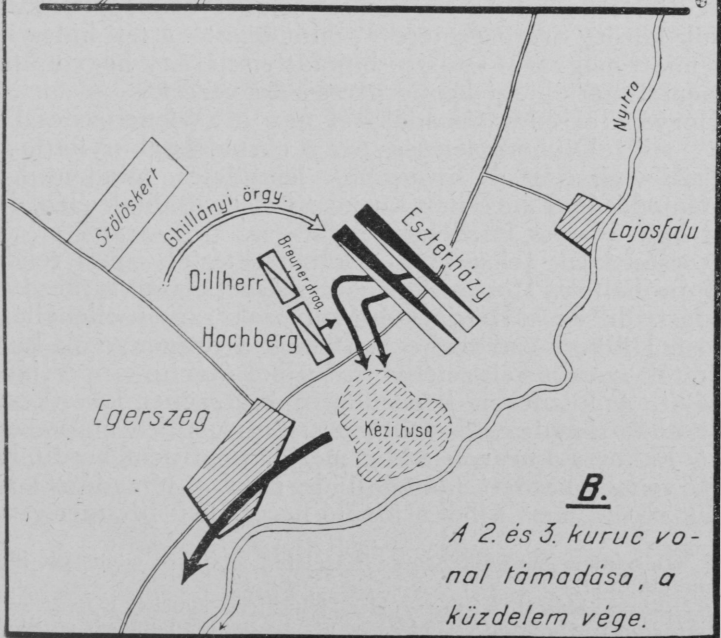 Nyitra
Szőlőskert
Ghillányi örgy.
Eszterházy
Lajosfalu
Breuner drag.
Dillherr
Hochberg
Egerszeg
Kézi tusa
B.
A 2. és 3. kuruc vo-
nal támadása, a
küzdelem vége.